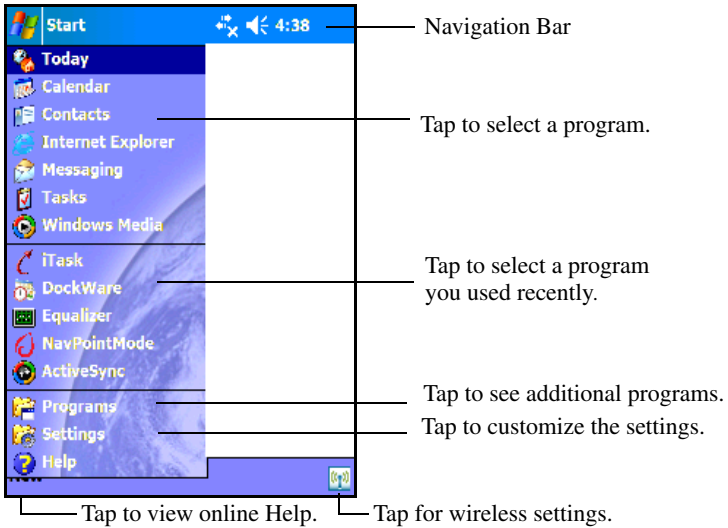 Start 4:38
Navigation Bar
Today
Calendar
Contacts
Tap to select a program.
Internet Explorer
Messaging
Tasks
Windows Media
iTask
Tap to select a program
you used recently.
DockWare
Equalizer
NavPointMode
ActiveSync
Tap to see additional programs.
Programs
Tap to customize the settings.
Settings
Help
Tap to view online Help.
Tap for wireless settings.